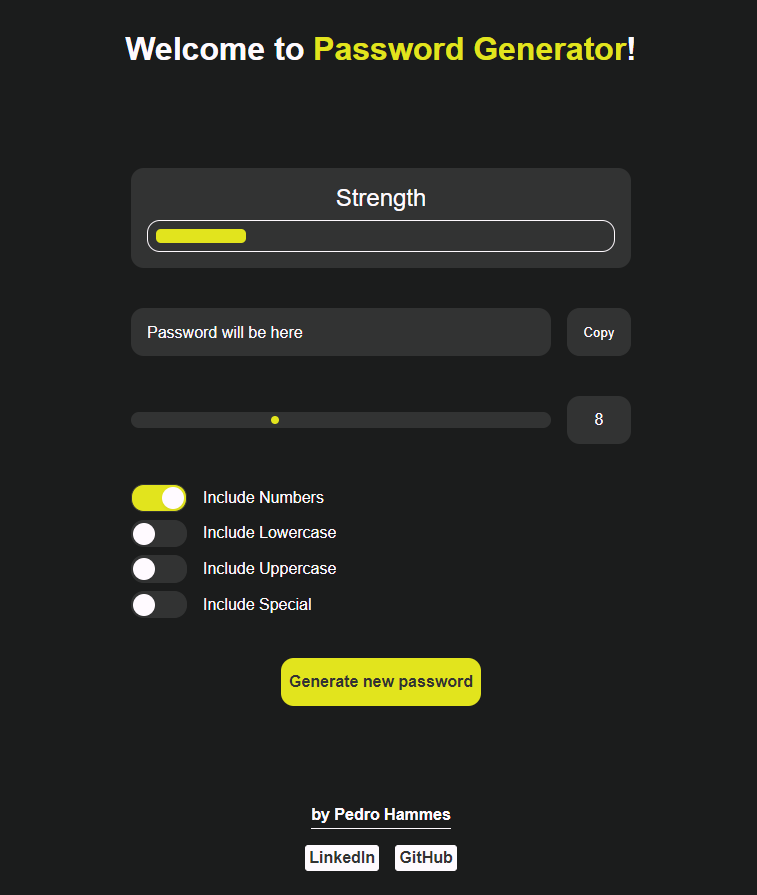 Welcome to Password Generator!
Strength
Password will be here
Copy
8
Include Numbers
Include Lowercase
Include Uppercase
Include Special
Generate new password
by Pedro Hammes
LinkedIn GitHub